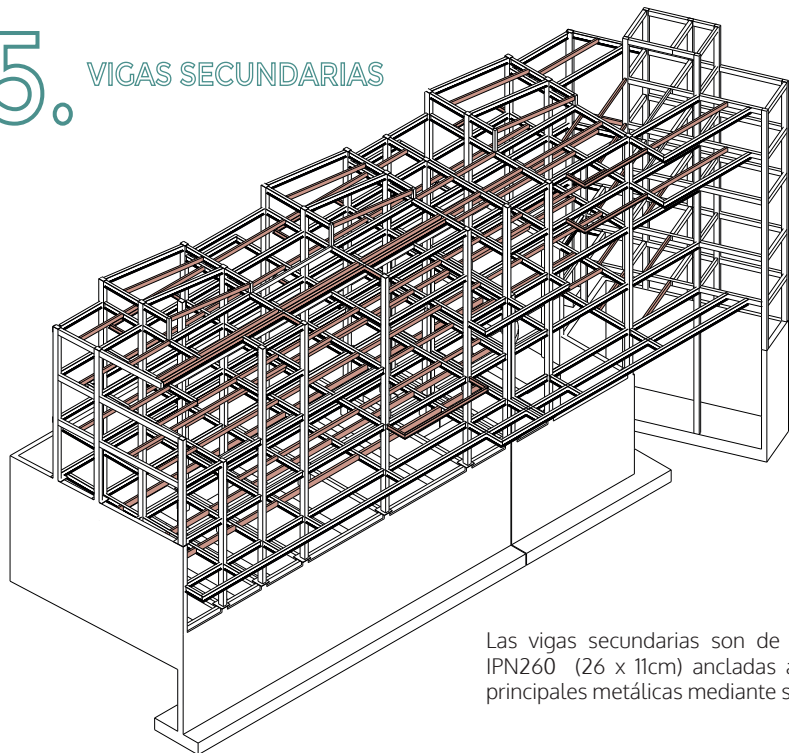 5. VIGAS SECUNDARIAS
Las vigas secundarias son de
IPN260 (26 x 11cm) ancladas
principales metálicas mediante